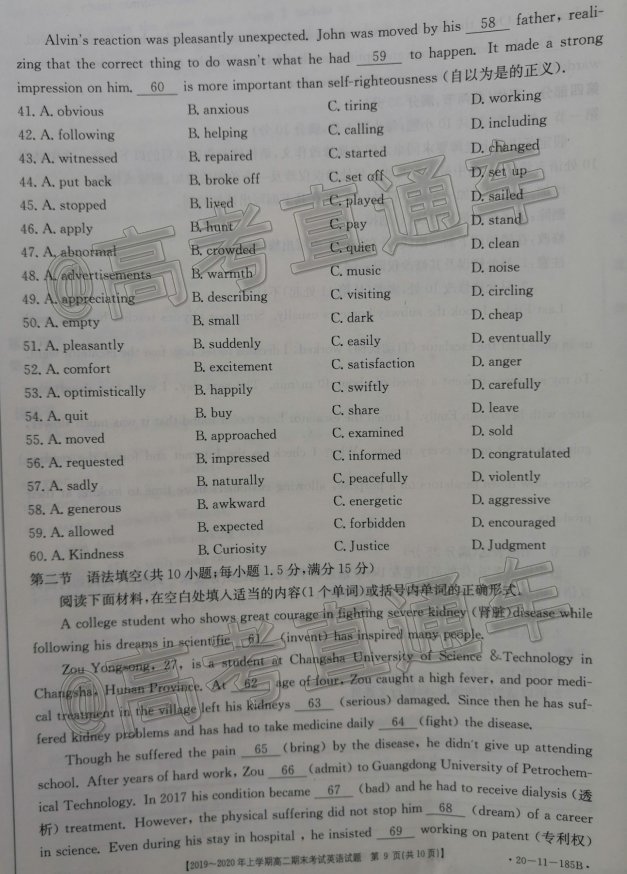 Alvin's reaction was pleasantly unexpected. John was moved by his 58 father, reali-
zing that the correct thing to do wasn't what he had 59 to happen. It made a strong
impression on him. 60 is more important than self-righteousness (自以为是的正义).
41. A. obvious B. anxious C. tiring D. working
42. A. following B. helping C. calling D. including
43. A. witnessed B. repaired C. started D. changed
44. A. put back B. broke off C. set off D. set up
45. A. stopped B. lived C. played D. sailed
46. A. apply B. hunt C. pay D. stand
47. A. abnormal B. crowded C. quiet D. clean
48. A. advertisements B. warmth C. music D. noise
49. A. appreciating B. describing C. visiting D. circling
50. A. empty B. small C. dark D. cheap
51. A. pleasantly B. suddenly C. easily D. eventually
52. A. comfort B. excitement C. satisfaction D. anger
53. A. optimistically B. happily C. swiftly D. carefully
54. A. quit B. buy C. share D. leave
55. A. moved B. approached C. examined D. sold
56. A. requested B. impressed C. informed D. congratulated
57. A. sadly B. naturally C. peacefully D. violently
58. A. generous B. awkward C. energetic D. aggressive
59. A. allowed B. expected C. forbidden D. encouraged
60. A. Kindness B. Curiosity C. Justice D. Judgment
第二节 语法填空(共10小题;每小题1.5分,满分15分)
阅读下面材料,在空白处填入适当的内容(1个单词)或括号内单词的正确形式。
A college student who shows great courage in fighting severe kidney (肾脏) disease while
following his dreams in scientific 61 (invent) has inspired many people.
Zou Yongsong, 27, is a student at Changsha University of Science & Technology in
Changsha, Hunan Province. At 62 age of four, Zou caught a high fever, and poor medi-
cal treatment in the village left his kidneys 63 (serious) damaged. Since then he has suf-
fered kidney problems and has had to take medicine daily 64 (fight) the disease.
Though he suffered the pain 65 (bring) by the disease, he didn't give up attending
school. After years of hard work, Zou 66 (admit) to Guangdong University of Petrochem-
ical Technology. In 2017 his condition became 67 (bad) and he had to receive dialysis (透
析) treatment. However, the physical suffering did not stop him 68 (dream) of a career
in science. Even during his stay in hospital , he insisted 69 working on patent (专利权)
【2019～2020年上学期高二期末考试英语试题 第9页(共10页)】 ·20-11-185B·
@高考直通车
@高考直通车